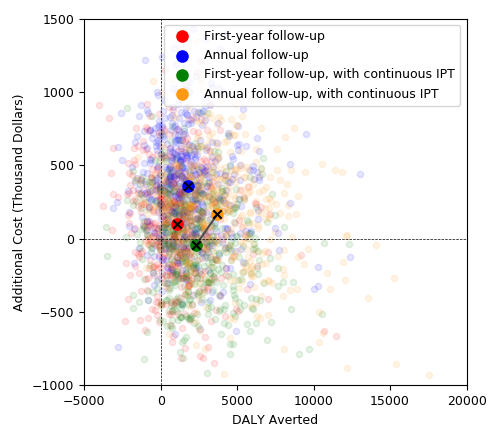 1500
1000
500
0
−500
−1000
Additional Cost (Thousand Dollars)
First-year follow-up
Annual follow-up
First-year follow-up, with continuous IPT
Annual follow-up, with continuous IPT
−5000 0 5000 10000 15000 20000
DALY Averted